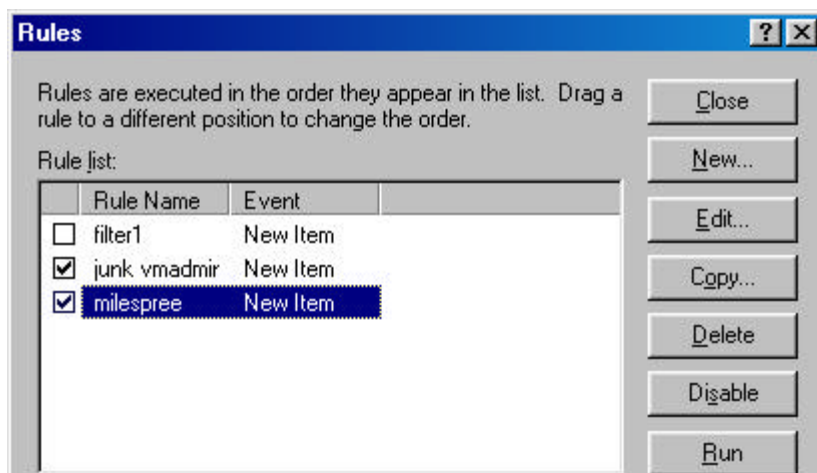 Rules
Rules are executed in the order they appear in the list. Drag a
rule to a different position to change the order.
Rule list:
Rule Name Event
filter1 New Item
junk vmadmir New Item
milespree New Item
Close
New...
Edit...
Copy...
Delete
Disable
Run